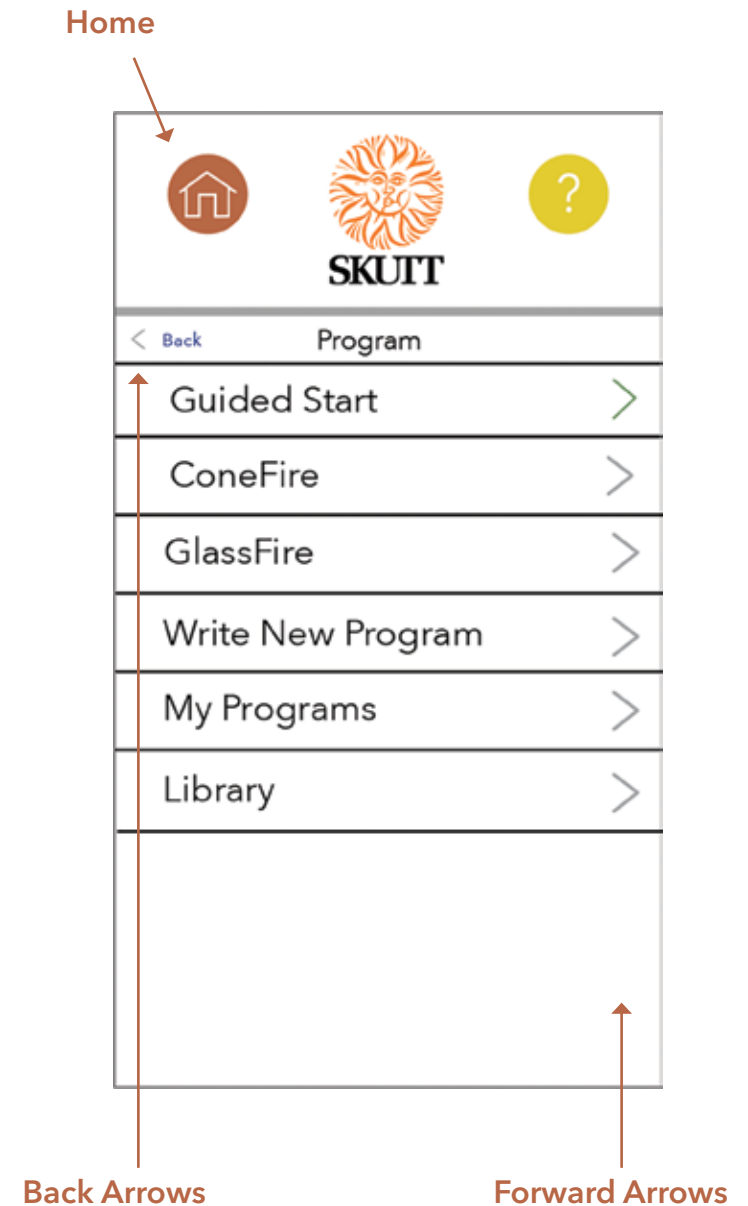 Home
?
SKUTT
< Back Program
Guided Start
ConeFire
GlassFire
Write New Program
My Programs
Library
Back Arrows Forward Arrows